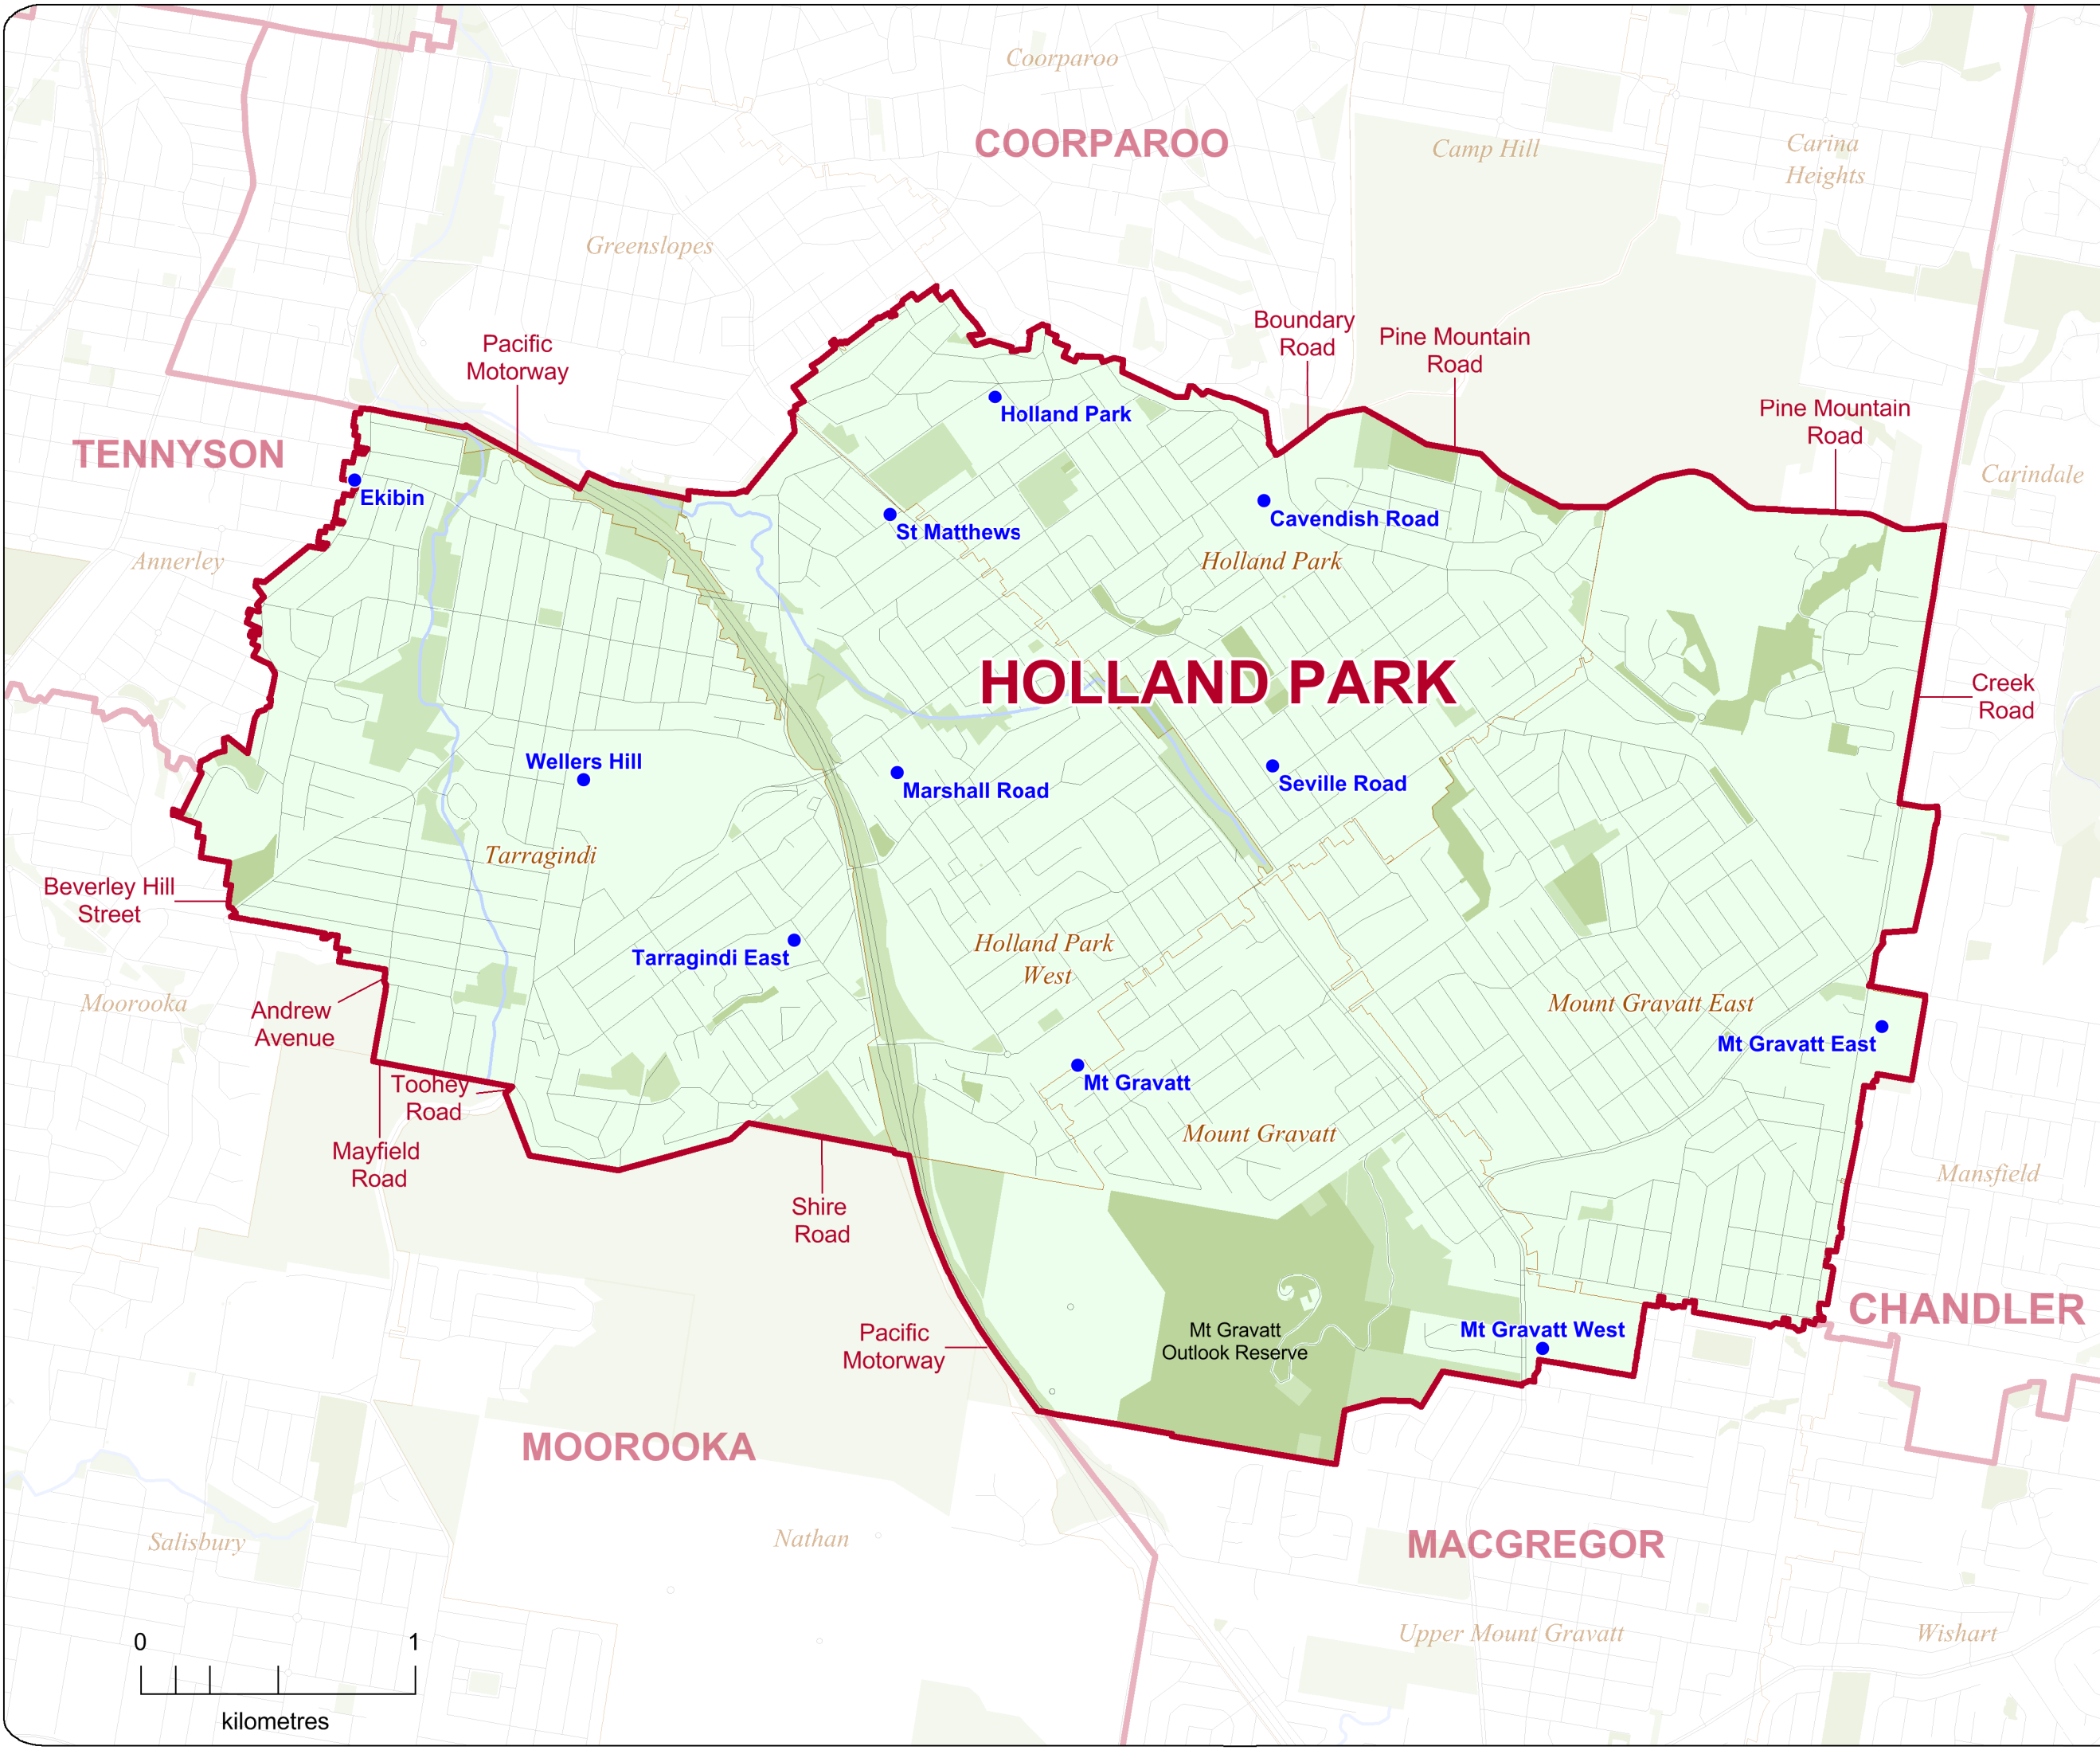 Coorparoo
COORPAROO
Camp Hill
Carina
Heights
Greenslopes
Boundary
Road
Pine Mountain
Road
Pacific
Motorway
Pine Mountain
Road
Holland Park
TENNYSON
Carindale
Ekibin
St Matthews
Cavendish Road
Annerley
Holland Park
HOLLAND PARK
Creek
Road
Wellers Hill
Marshall Road
Seville Road
Tarragindi
Beverley Hill
Street
Tarragindi East
Holland Park
West
Moorooka
Andrew
Avenue
Mount Gravatt East
Mt Gravatt East
Toohey
Road
Mt Gravatt
Mount Gravatt
Mayfield
Road
Mansfield
Shire
Road
CHANDLER
Pacific
Motorway
Mt Gravatt
Outlook Reserve
Mt Gravatt West
MOOROOKA
Salisbury
Nathan
MACGREGOR
Upper Mount Gravatt
Wishart
0 1
kilometres